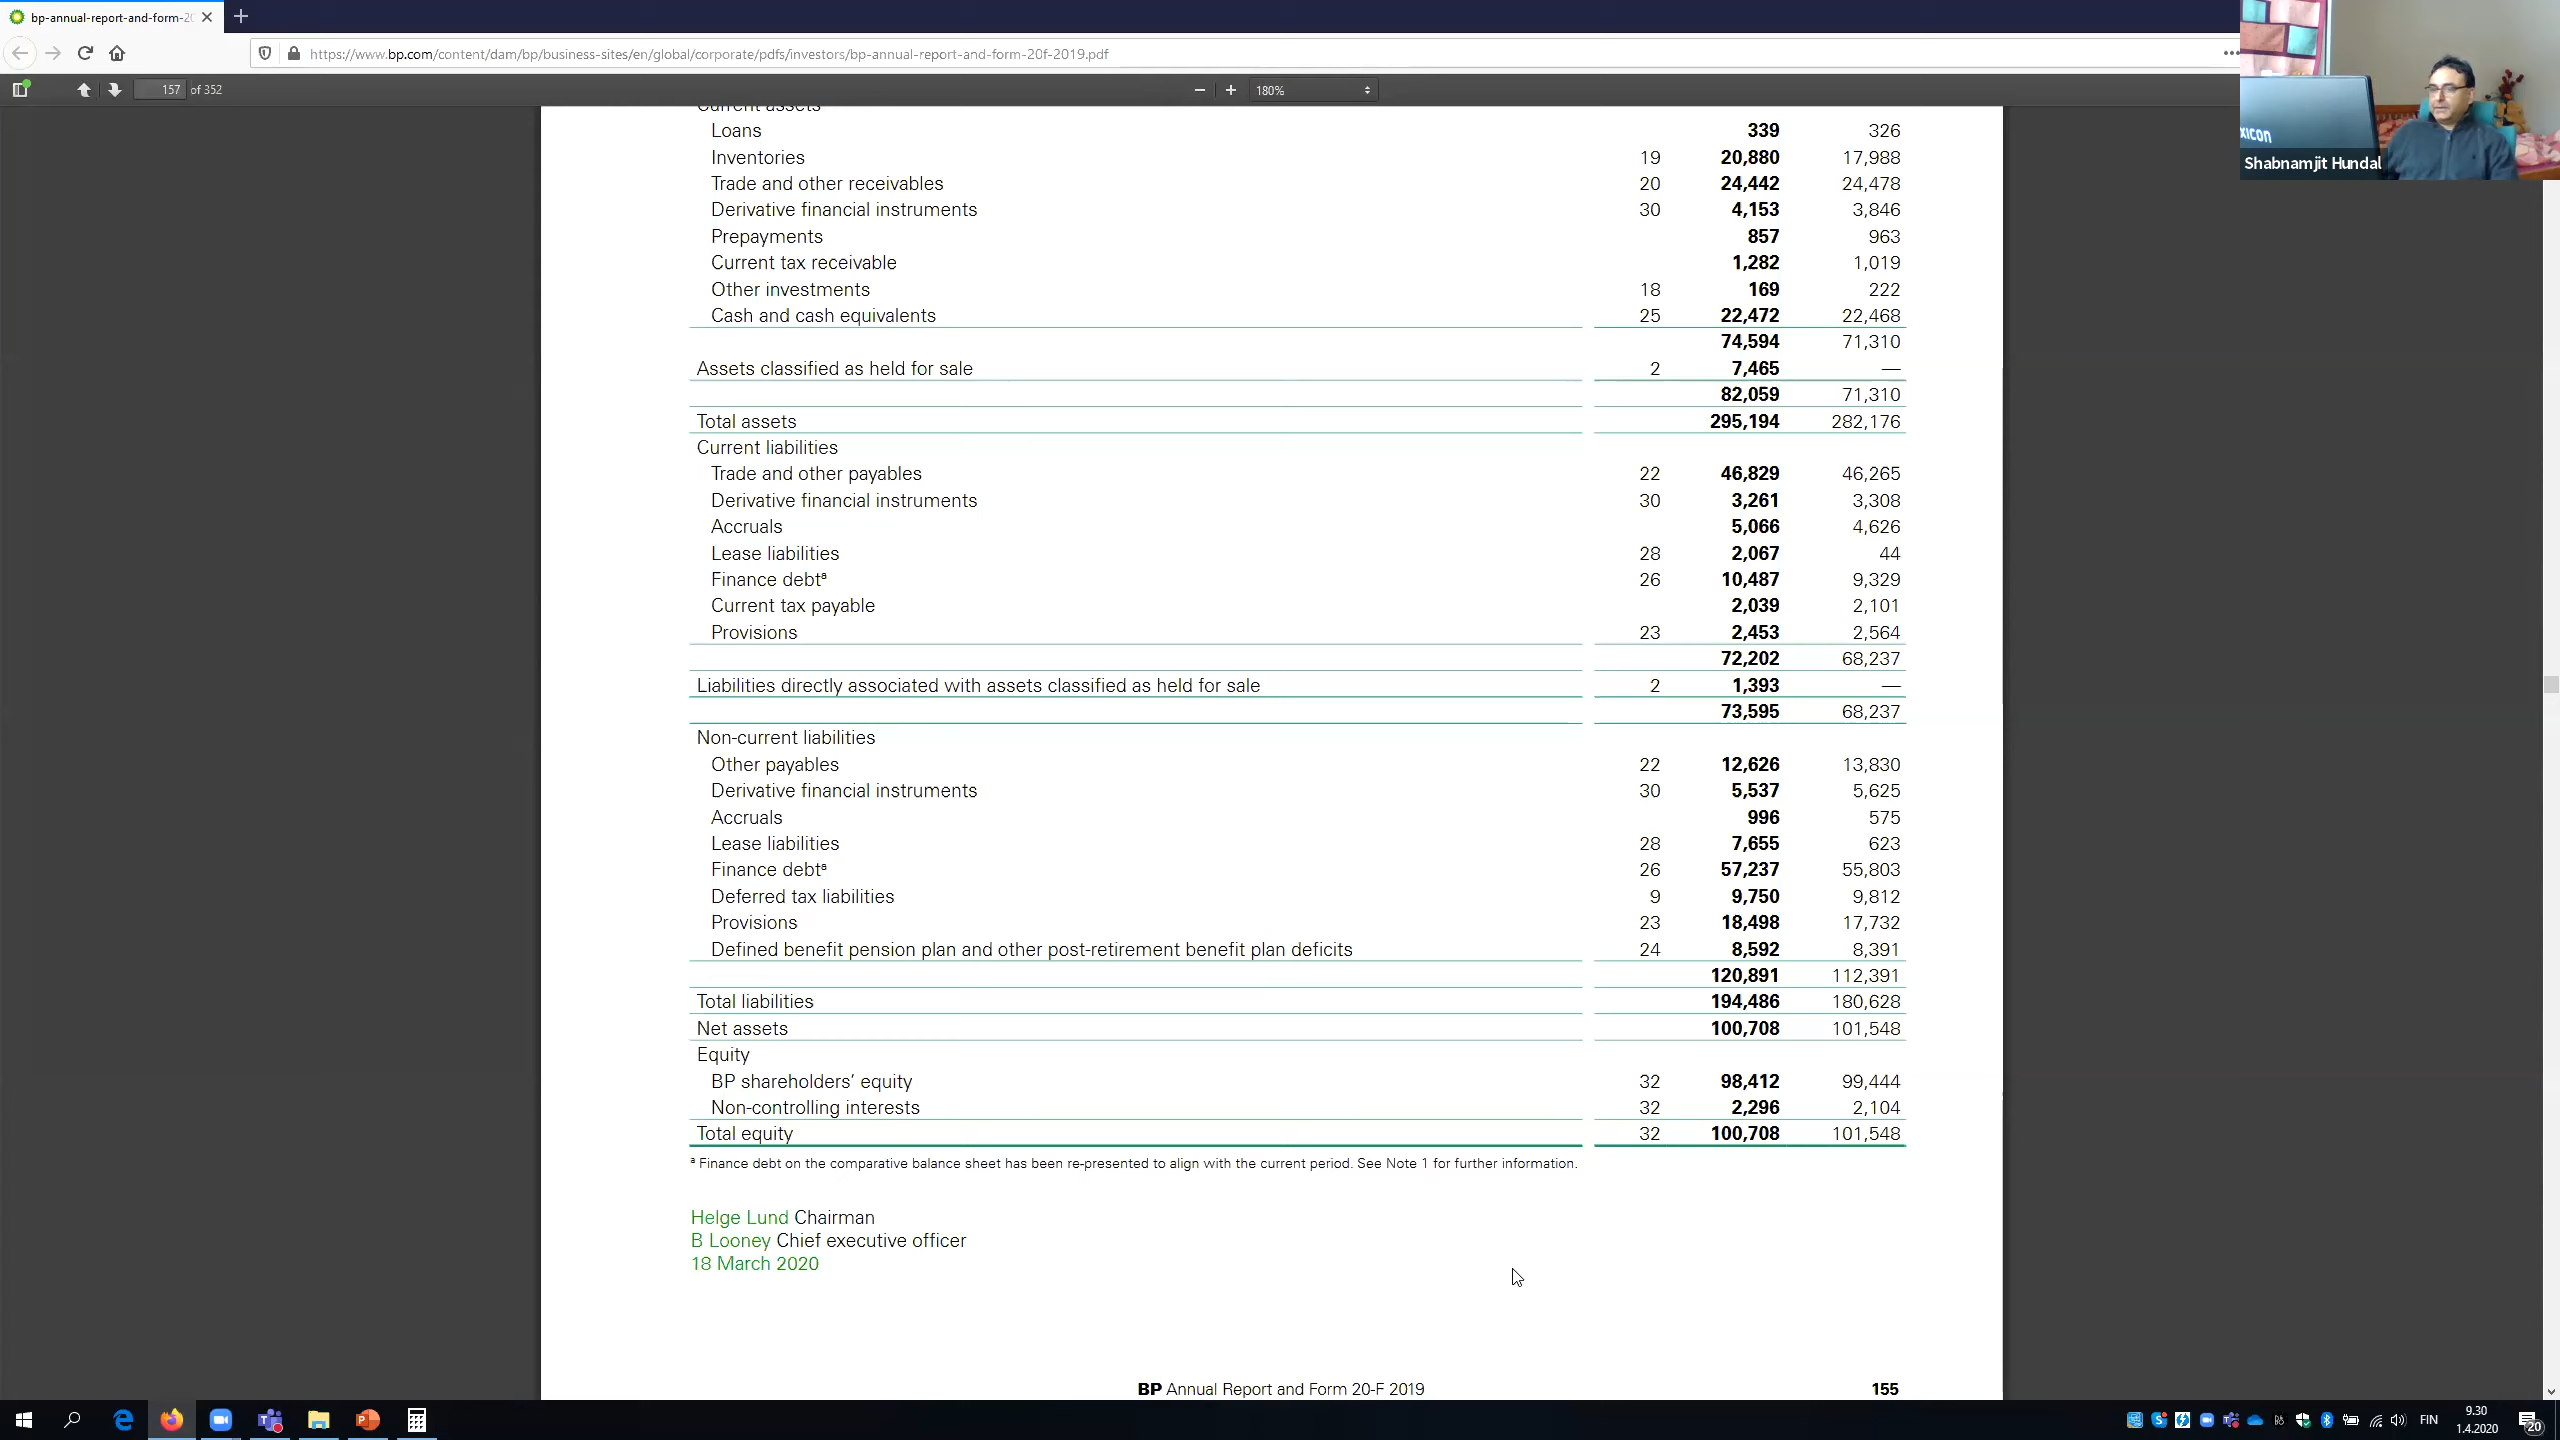 bp-annual-report-and-form-20
https://www.bp.com/content/dam/bp/business-sites/en/global/corporate/pdfs/investors/bp-annual-report-and-form-20f-2019.pdf
157 of 352
180%
xicon
Shabnamjit Hundal
Current assets
Loans 339 326
Inventories 19 20,880 17,988
Trade and other receivables 20 24,442 24,478
Derivative financial instruments 30 4,153 3,846
Prepayments 857 963
Current tax receivable 1,282 1,019
Other investments 18 169 222
Cash and cash equivalents 25 22,472 22,468
74,594 71,310
Assets classified as held for sale 2 7,465 —
82,059 71,310
Total assets 295,194 282,176
Current liabilities
Trade and other payables 22 46,829 46,265
Derivative financial instruments 30 3,261 3,308
Accruals 5,066 4,626
Lease liabilities 28 2,067 44
Finance debtª 26 10,487 9,329
Current tax payable 2,039 2,101
Provisions 23 2,453 2,564
72,202 68,237
Liabilities directly associated with assets classified as held for sale 2 1,393 —
73,595 68,237
Non-current liabilities
Other payables 22 12,626 13,830
Derivative financial instruments 30 5,537 5,625
Accruals 996 575
Lease liabilities 28 7,655 623
Finance debtª 26 57,237 55,803
Deferred tax liabilities 9 9,750 9,812
Provisions 23 18,498 17,732
Defined benefit pension plan and other post-retirement benefit plan deficits 24 8,592 8,391
120,891 112,391
Total liabilities 194,486 180,628
Net assets 100,708 101,548
Equity
BP shareholders’ equity 32 98,412 99,444
Non-controlling interests 32 2,296 2,104
Total equity 32 100,708 101,548
ª Finance debt on the comparative balance sheet has been re-presented to align with the current period. See Note 1 for further information.
Helge Lund Chairman
B Looney Chief executive officer
18 March 2020
BP Annual Report and Form 20-F 2019 155
FIN
9.30
1.4.2020
20